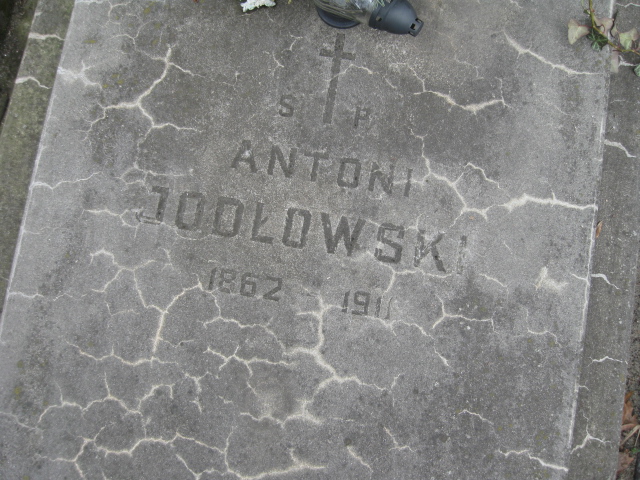 S P
ANTONI
JODŁOWSKI
1862 - 1911